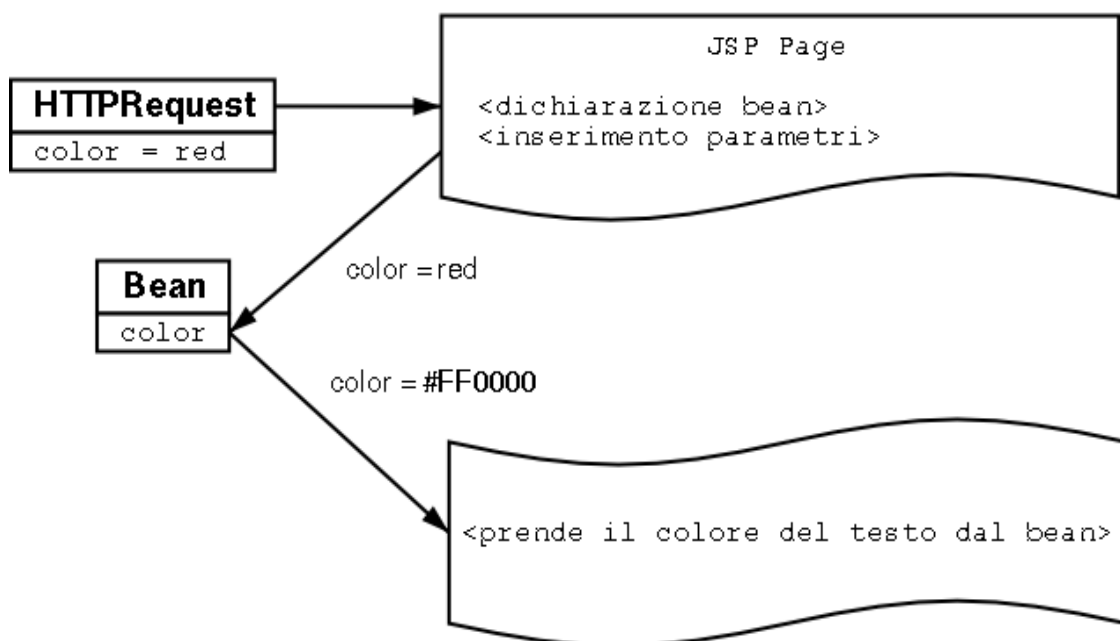 JSP Page
HTTPRequest
<dichiarazione bean>
<inserimento parametri>
color = red
color =red
Bean
color
color = #FF0000
<prende il colore del testo dal bean>